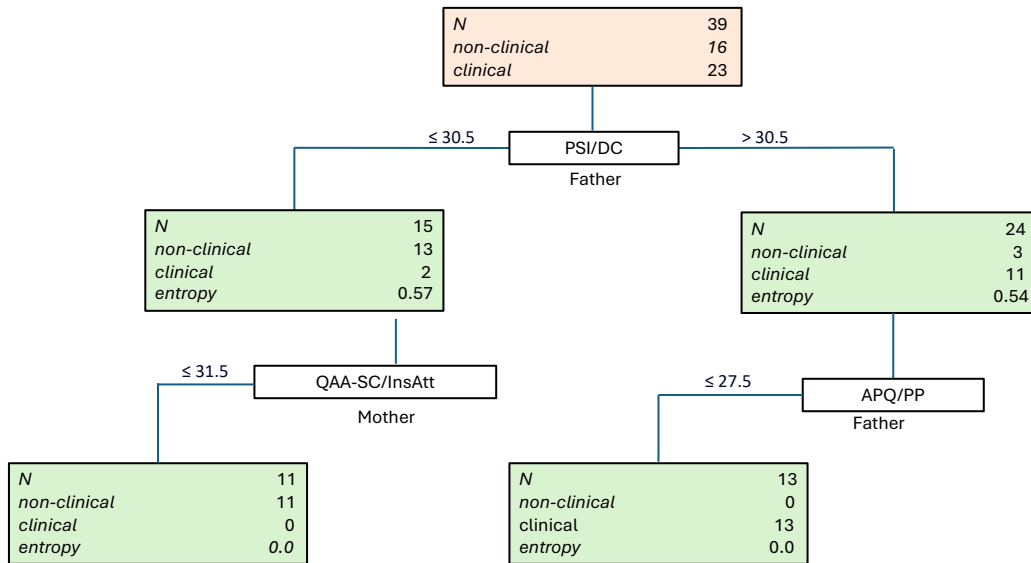 N 39
non-clinical 16
clinical 23
≤ 30.5
PSI/DC
> 30.5
Father
N 15
non-clinical 13
clinical 2
entropy 0.57
N 24
non-clinical 3
clinical 11
entropy 0.54
≤ 31.5
QAA-SC/InsAtt
Mother
≤ 27.5
APQ/PP
Father
N 11
non-clinical 11
clinical 0
entropy 0.0
N 13
non-clinical 0
clinical 13
entropy 0.0